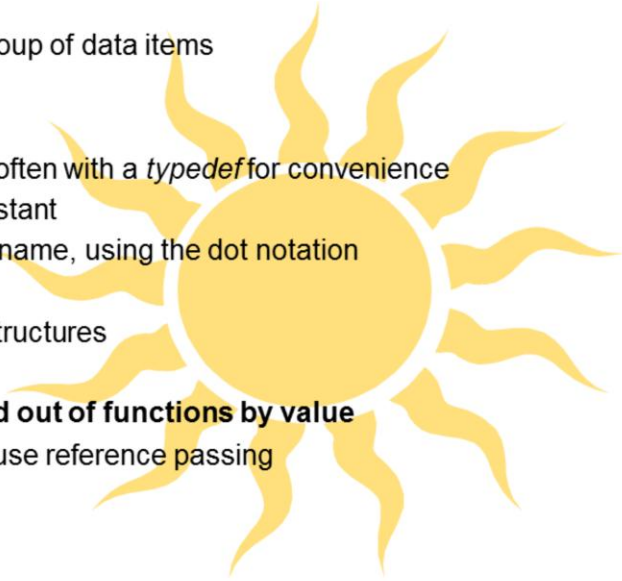 oup of data items
often with a typedef for convenience
stant
name, using the dot notation
tructures
d out of functions by value
use reference passing